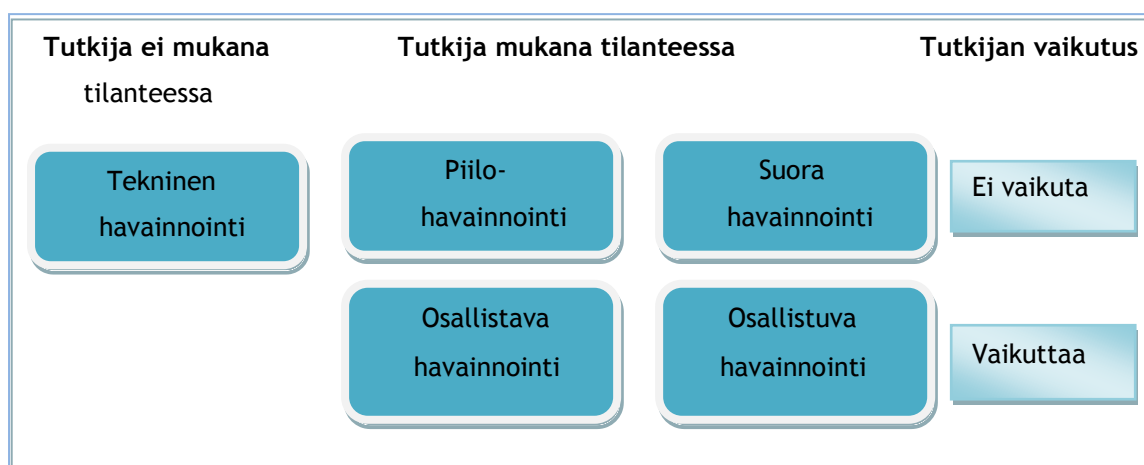 Tutkija ei mukana
tilanteessa
Tutkija mukana tilanteessa
Tutkijan vaikutus
Tekninen
havainnointi
Piilo-
havainnointi
Suora
havainnointi
Ei vaikuta
Osallistava
havainnointi
Osallistuva
havainnointi
Vaikuttaa